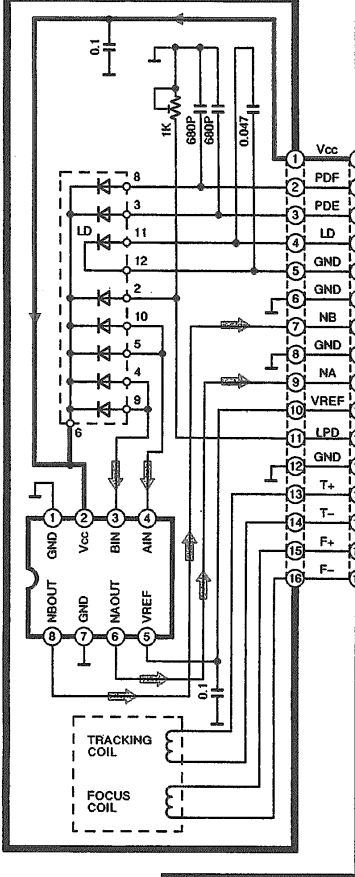 0.1
1K
680P
680P
0.047
1 Vcc
2 PDF
3 PDE
4 LD
5 GND
6 GND
7 NB
8 GND
9 NA
10 VREF
11 LPD
12 GND
13 T+
14 T–
15 F+
16 F–
8
3
LD
11
12
2
10
5
4
9
6
1 2 3 4
GND Vcc BIN AIN
NBOUT GND NAOUT VREF
8 7 6 5
0.1
TRACKING
COIL
FOCUS
COIL